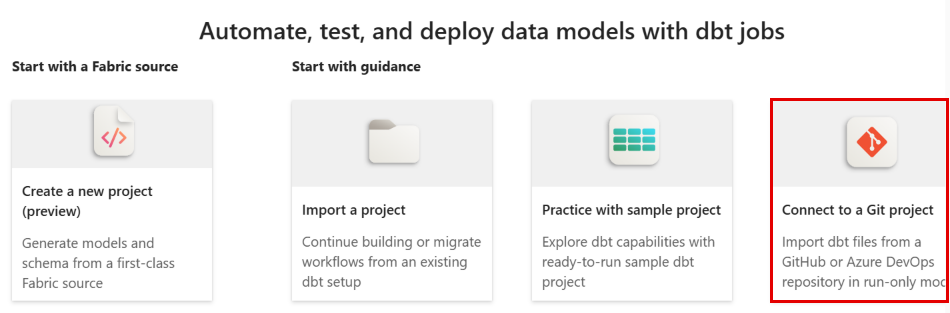 Automate, test, and deploy data models with dbt jobs
Start with a Fabric source
Start with guidance
Create a new project
(preview)
Generate models and
schema from a first-class
Fabric source
Import a project
Continue building or migrate
workflows from an existing
dbt setup
Practice with sample project
Explore dbt capabilities with
ready-to-run sample dbt
project
Connect to a Git project
Import dbt files from a
GitHub or Azure DevOps
repository in run-only